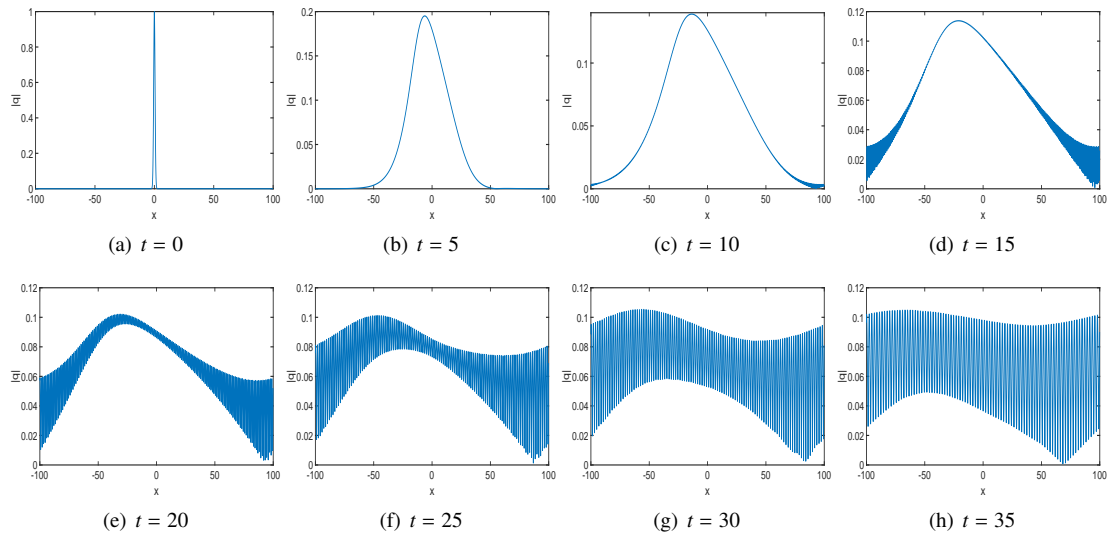 1
0.8
0.6
|q|
0.4
0.2
0
-100 -50 0 50 100
x
(a) t = 0
0.2
0.15
|q|
0.1
0.05
0
-100 -50 0 50 100
x
(b) t = 5
0.1
|q|
0.05
0
-100 -50 0 50 100
x
(c) t = 10
0.12
0.1
0.08
|q|
0.06
0.04
0.02
0
-100 -50 0 50 100
x
(d) t = 15
0.12
0.1
0.08
|q|
0.06
0.04
0.02
0
-100 -50 0 50 100
x
(e) t = 20
0.12
0.1
0.08
|q|
0.06
0.04
0.02
0
-100 -50 0 50 100
x
(f) t = 25
0.12
0.1
0.08
|q|
0.06
0.04
0.02
0
-100 -50 0 50 100
x
(g) t = 30
0.12
0.1
0.08
|q|
0.06
0.04
0.02
0
-100 -50 0 50 100
x
(h) t = 35